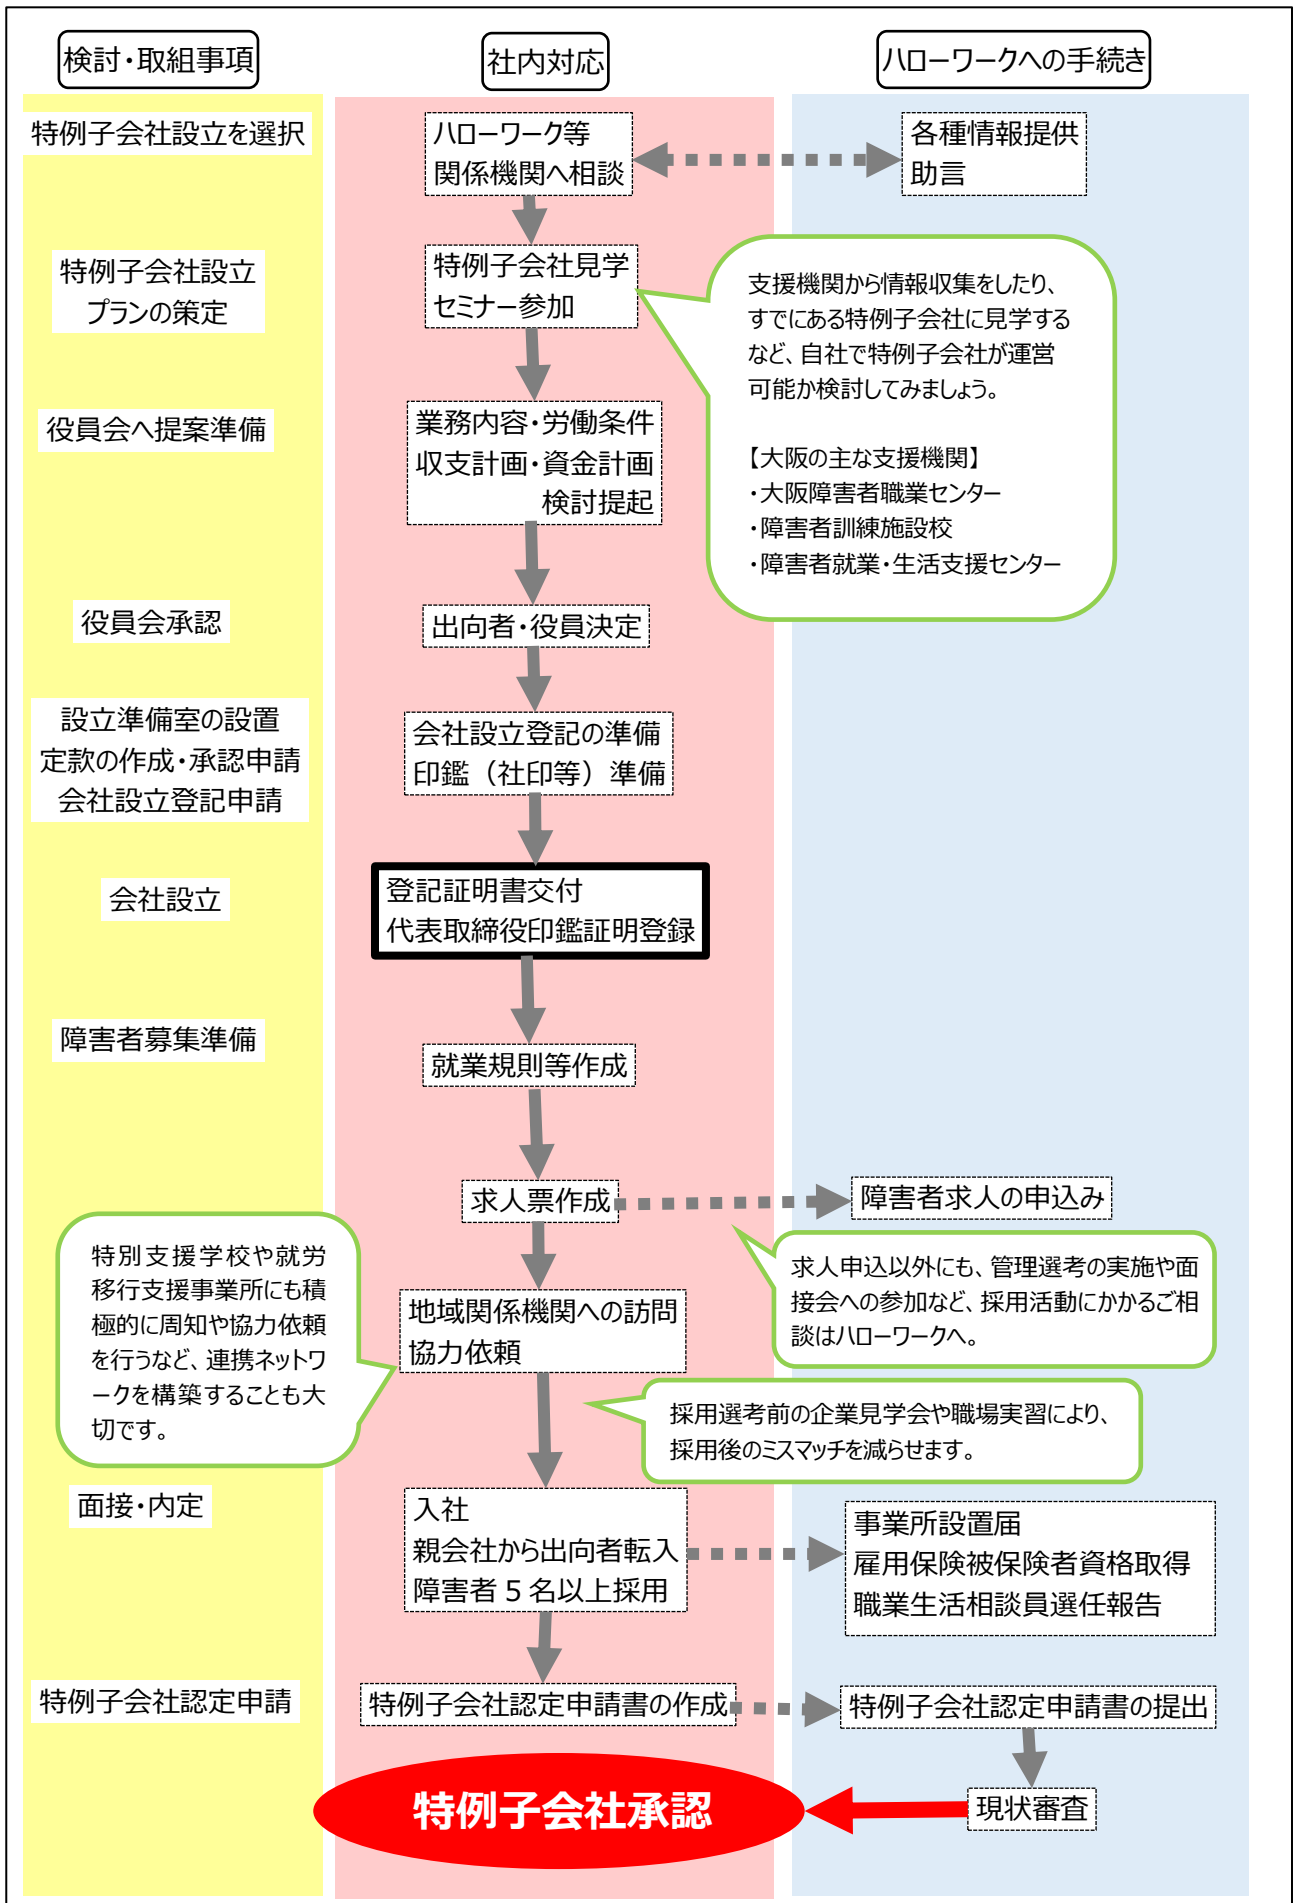 検討・取組事項
社内対応
ハローワークへの手続き
特例子会社設立を選択
ハローワーク等
関係機関へ相談
各種情報提供
助言
特例子会社設立
プランの策定
特例子会社見学
セミナー参加
支援機関から情報収集をしたり、
すでにある特例子会社に見学する
など、自社で特例子会社が運営
可能か検討してみましょう。
【大阪の主な支援機関】
・大阪障害者職業センター
・障害者訓練施設校
・障害者就業・生活支援センター
役員会へ提案準備
業務内容・労働条件
収支計画・資金計画
検討提起
役員会承認
出向者・役員決定
設立準備室の設置
定款の作成・承認申請
会社設立登記申請
会社設立登記の準備
印鑑（社印等）準備
会社設立
登記証明書交付
代表取締役印鑑証明登録
障害者募集準備
就業規則等作成
求人票作成
障害者求人の申込み
特別支援学校や就労
移行支援事業所にも積
極的に周知や協力依頼
を行うなど、連携ネットワ
ークを構築することも大
切です。
求人申込以外にも、管理選考の実施や面
接会への参加など、採用活動にかかるご相
談はハローワークへ。
地域関係機関への訪問
協力依頼
採用選考前の企業見学会や職場実習により、
採用後のミスマッチを減らせます。
面接・内定
入社
親会社から出向者転入
障害者５名以上採用
事業所設置届
雇用保険被保険者資格取得
職業生活相談員選任報告
特例子会社認定申請
特例子会社認定申請書の作成
特例子会社認定申請書の提出
特例子会社承認
現状審査